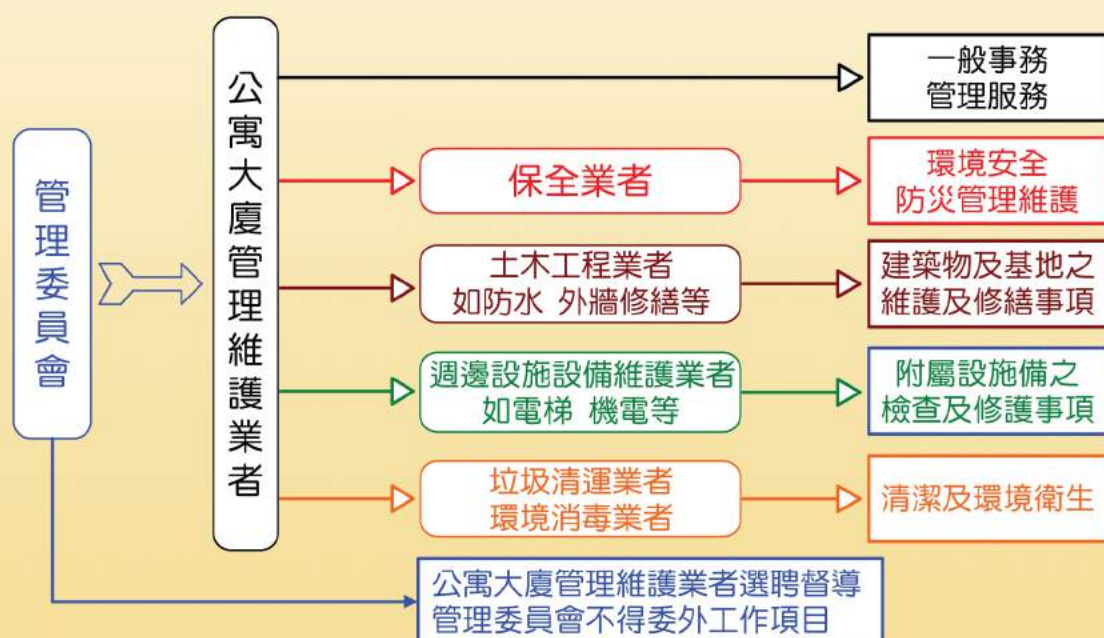 管理委員會
公寓大廈管理維護業者
一般事務
管理服務
保全業者
環境安全
防災管理維護
土木工程業者
如防水 外牆修繕等
建築物及基地之
維護及修繕事項
週邊設施設備維護業者
如電梯 機電等
附屬設施備之
檢查及修護事項
垃圾清運業者
環境消毒業者
清潔及環境衛生
公寓大廈管理維護業者選聘督導
管理委員會不得委外工作項目